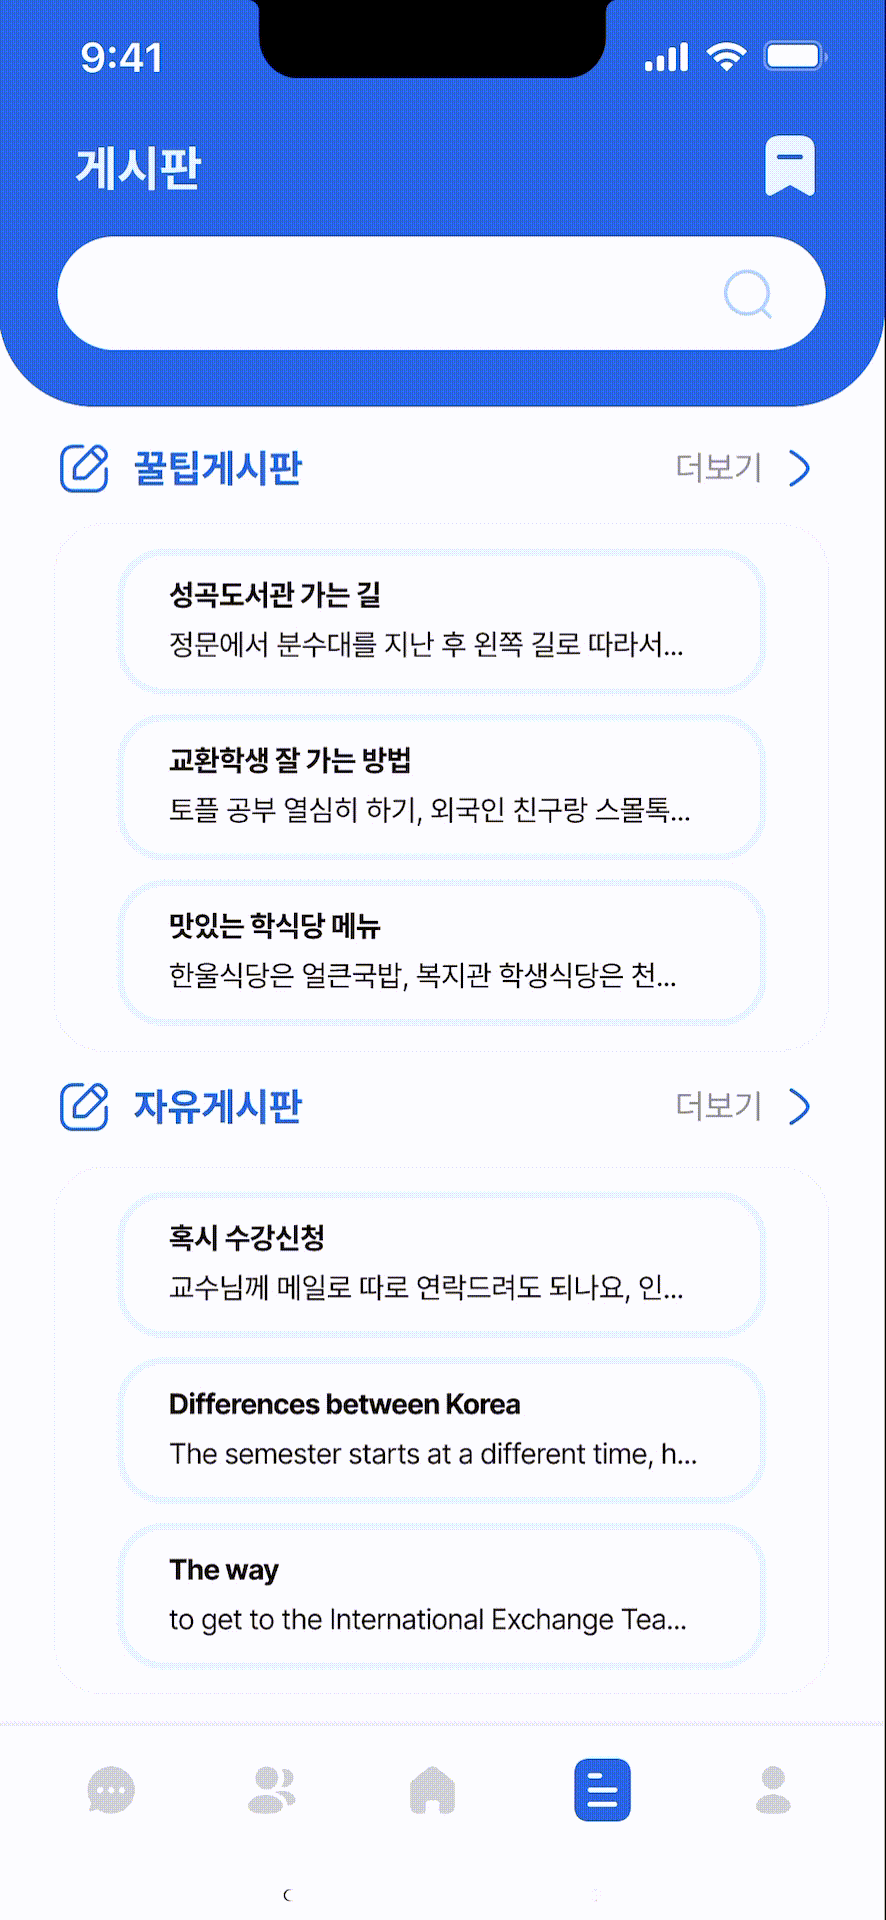 9:41
게시판
꿀팁게시판 더보기
성곡도서관 가는 길
정문에서 분수대를 지난 후 왼쪽 길로 따라서...
교환학생 잘 가는 방법
토플 공부 열심히 하기, 외국인 친구랑 스몰톡...
맛있는 학식당 메뉴
한울식당은 얼큰국밥, 복지관 학생식당은 천...
자유게시판 더보기
혹시 수강신청
교수님께 메일로 따로 연락드려도 되나요, 인...
Differences between Korea
The semester starts at a different time, h...
The way
to get to the International Exchange Tea...